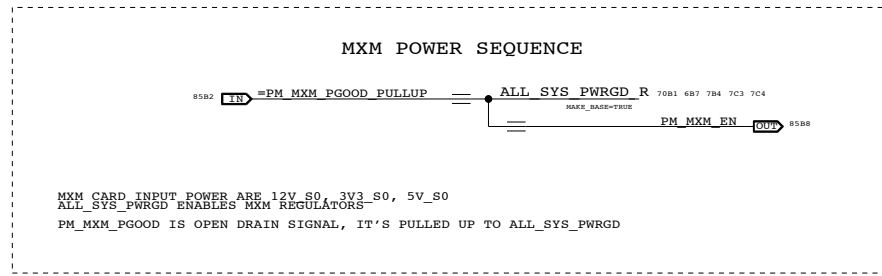 MXM POWER SEQUENCE
85B2 IN =PM_MXM_PGOOD_PULLUP ALL_SYS_PWRGD_R 70B1 6B7 7B4 7C3 7C4
MAKE_BASE=TRUE
PM_MXM_EN OUT 85B8
MXM CARD INPUT POWER ARE 12V_S0, 3V3_S0, 5V_S0
ALL_SYS_PWRGD ENABLES MXM REGULATORS
PM_MXM_PGOOD IS OPEN DRAIN SIGNAL, IT'S PULLED UP TO ALL_SYS_PWRGD